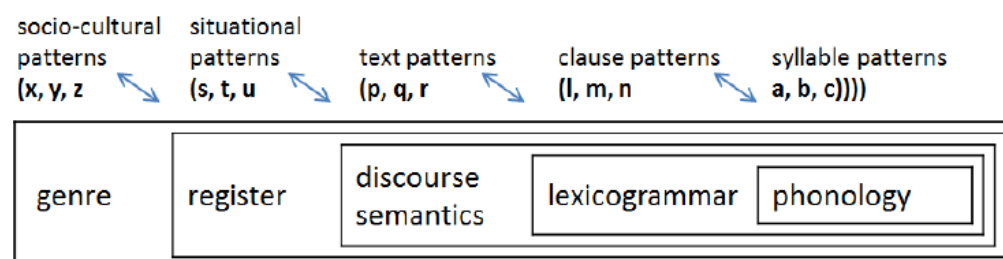 socio-cultural situational
patterns patterns text patterns clause patterns syllable patterns
(x, y, z (s, t, u (p, q, r (l, m, n a, b, c))))
genre register discourse semantics lexicogrammar phonology